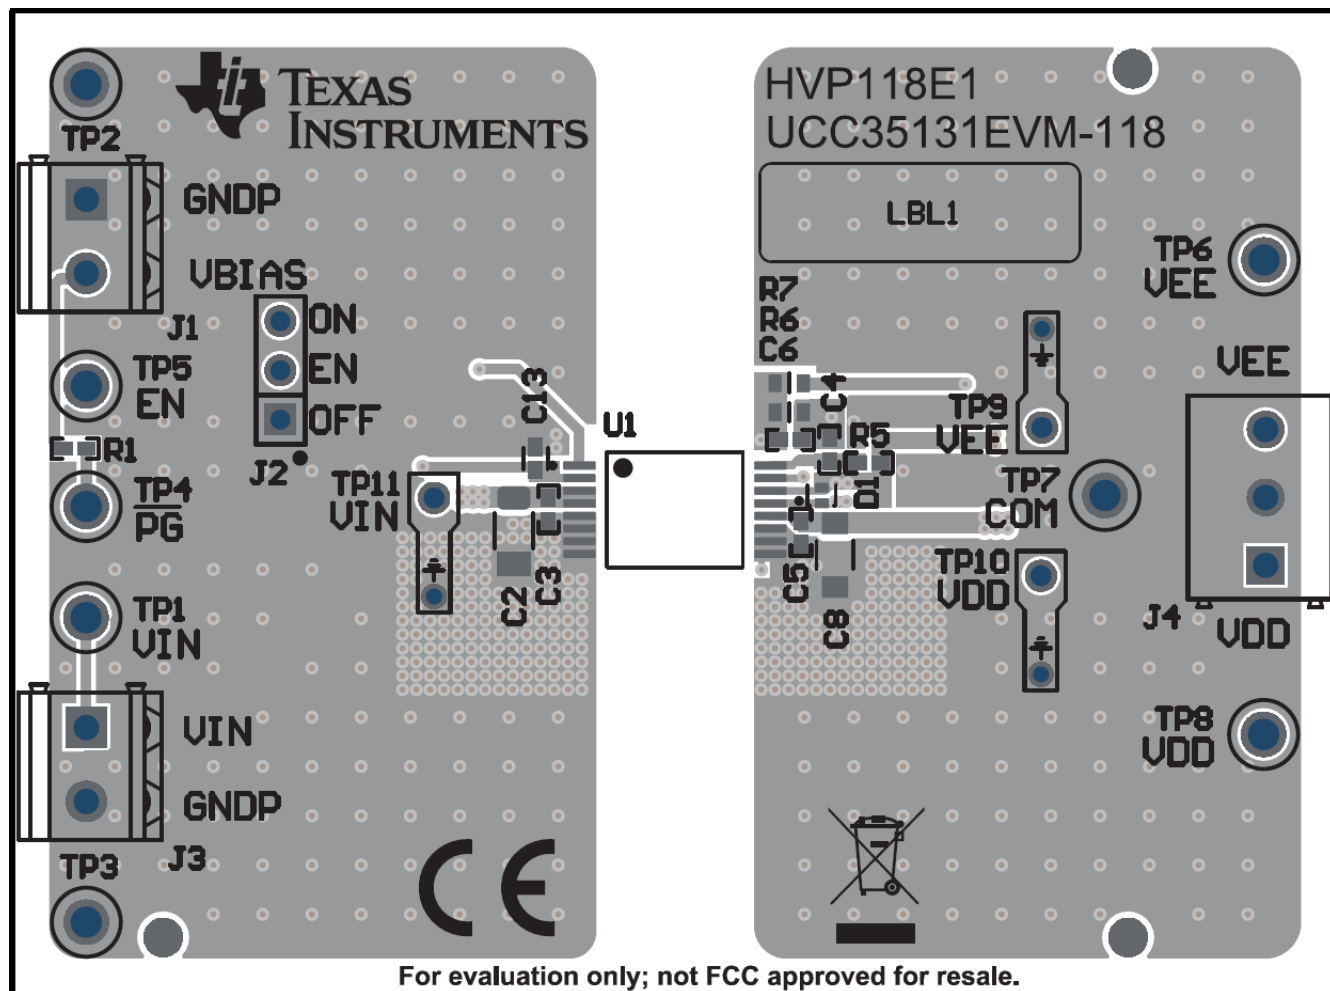 TEXAS
INSTRUMENTS
TP2
GNDP
VBIAS
J1
ON
EN
OFF
J2
TP5
EN
R1
TP4
PG
TP11
VIN
C13
C2
C3
U1
TP1
VIN
VIN
GNDP
J3
TP3
CE
HVP118E1
UCC35131EVM-118
LBL1
TP6
VEE
R7
R6
C6
C4
R5
D1
TP9
VEE
VEE
TP7
COM
C5
C8
TP10
VDD
J4
VDD
TP8
VDD
For evaluation only; not FCC approved for resale.